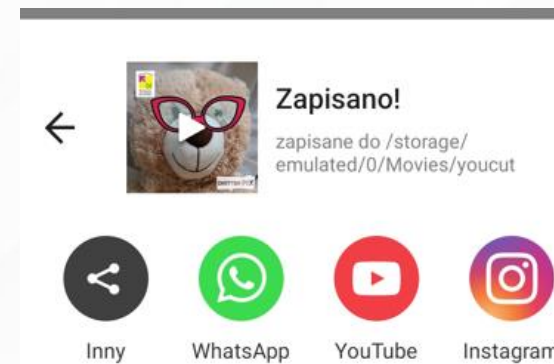 Zapisano!
zapisane do /storage/
emulated/0/Movies/youcut
Inny
WhatsApp
YouTube
Instagram